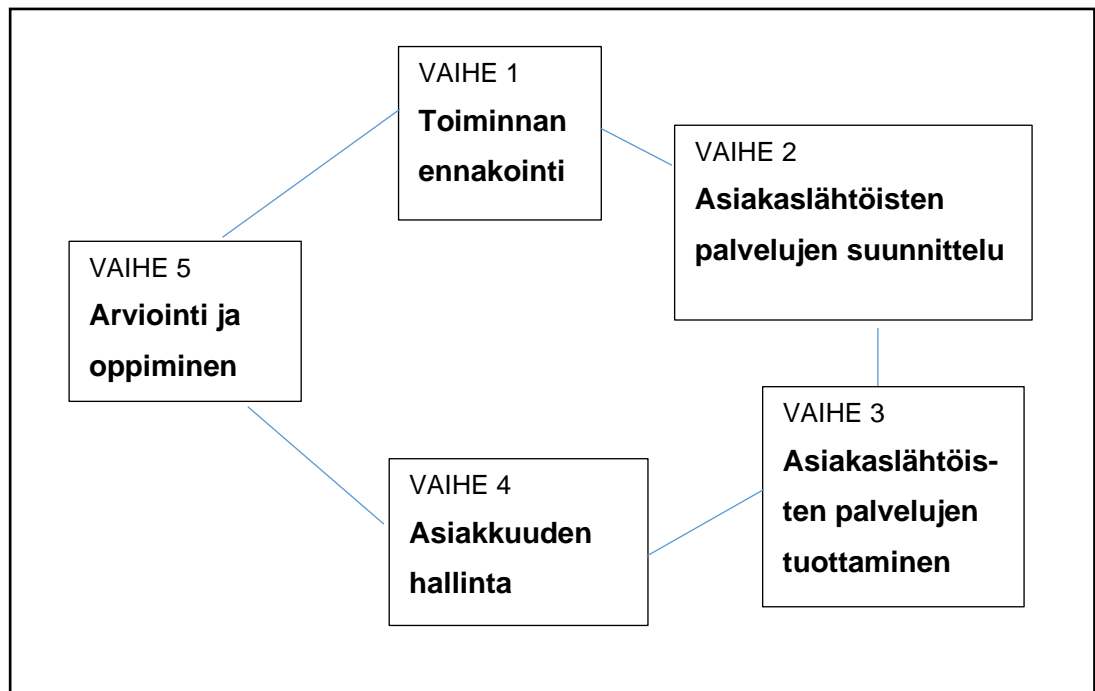 VAIHE 1
Toiminnan
ennakointi
VAIHE 2
Asiakaslähtöisten
palvelujen suunnittelu
VAIHE 3
Asiakaslähtöis-
ten palvelujen
tuottaminen
VAIHE 4
Asiakkuuden
hallinta
VAIHE 5
Arviointi ja
oppiminen